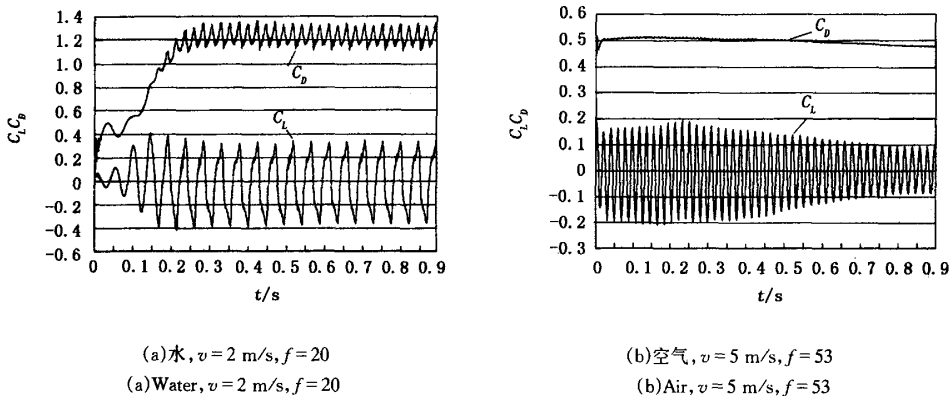 1.4
1.2
1.0
0.8
0.6
0.4
0.2
0
-0.2
-0.4
-0.6
C_L C_D
C_D
C_L
0 0.1 0.2 0.3 0.4 0.5 0.6 0.7 0.8 0.9
t/s
(a)水, v=2 m/s, f=20
(a)Water, v=2 m/s, f=20
0.6
0.5
0.4
0.3
0.2
0.1
0.0
-0.1
-0.2
-0.3
C_L C_D
C_D
C_L
0 0.1 0.2 0.3 0.4 0.5 0.6 0.7 0.8 0.9
t/s
(b)空气, v=5 m/s, f=53
(b)Air, v=5 m/s, f=53